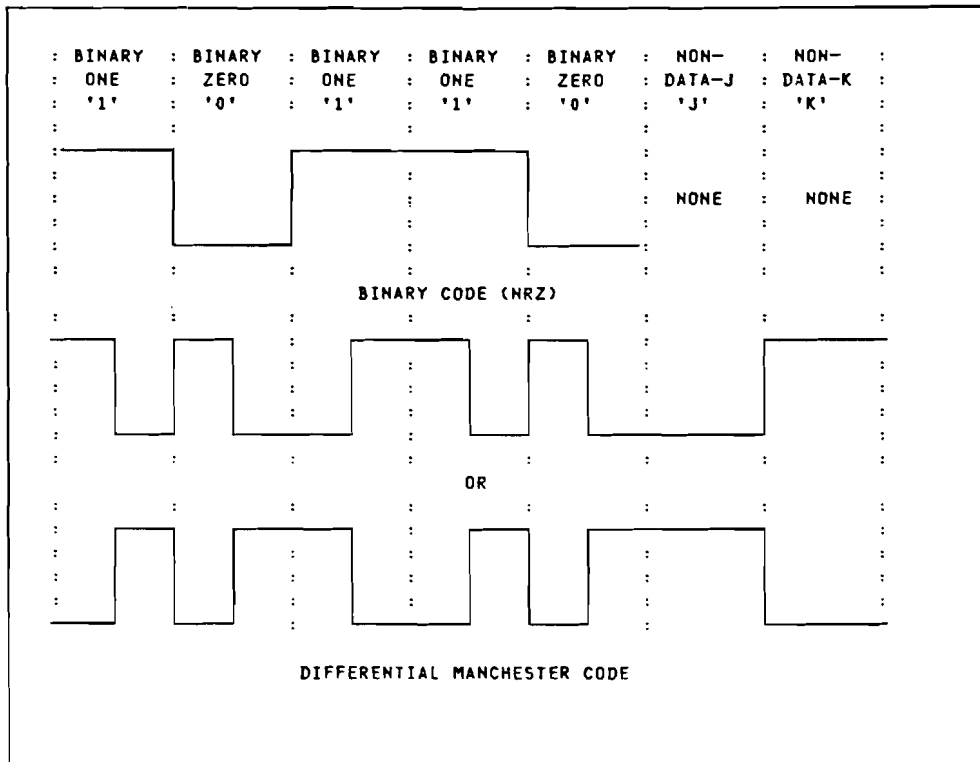 : BINARY : BINARY : BINARY : BINARY : BINARY : NON- : NON- :
: ONE : ZERO : ONE : ONE : ZERO : DATA-J : DATA-K :
: '1' : '0' : '1' : '1' : '0' : 'J' : 'K' :
NONE NONE
BINARY CODE (NRZ)
OR
DIFFERENTIAL MANCHESTER CODE